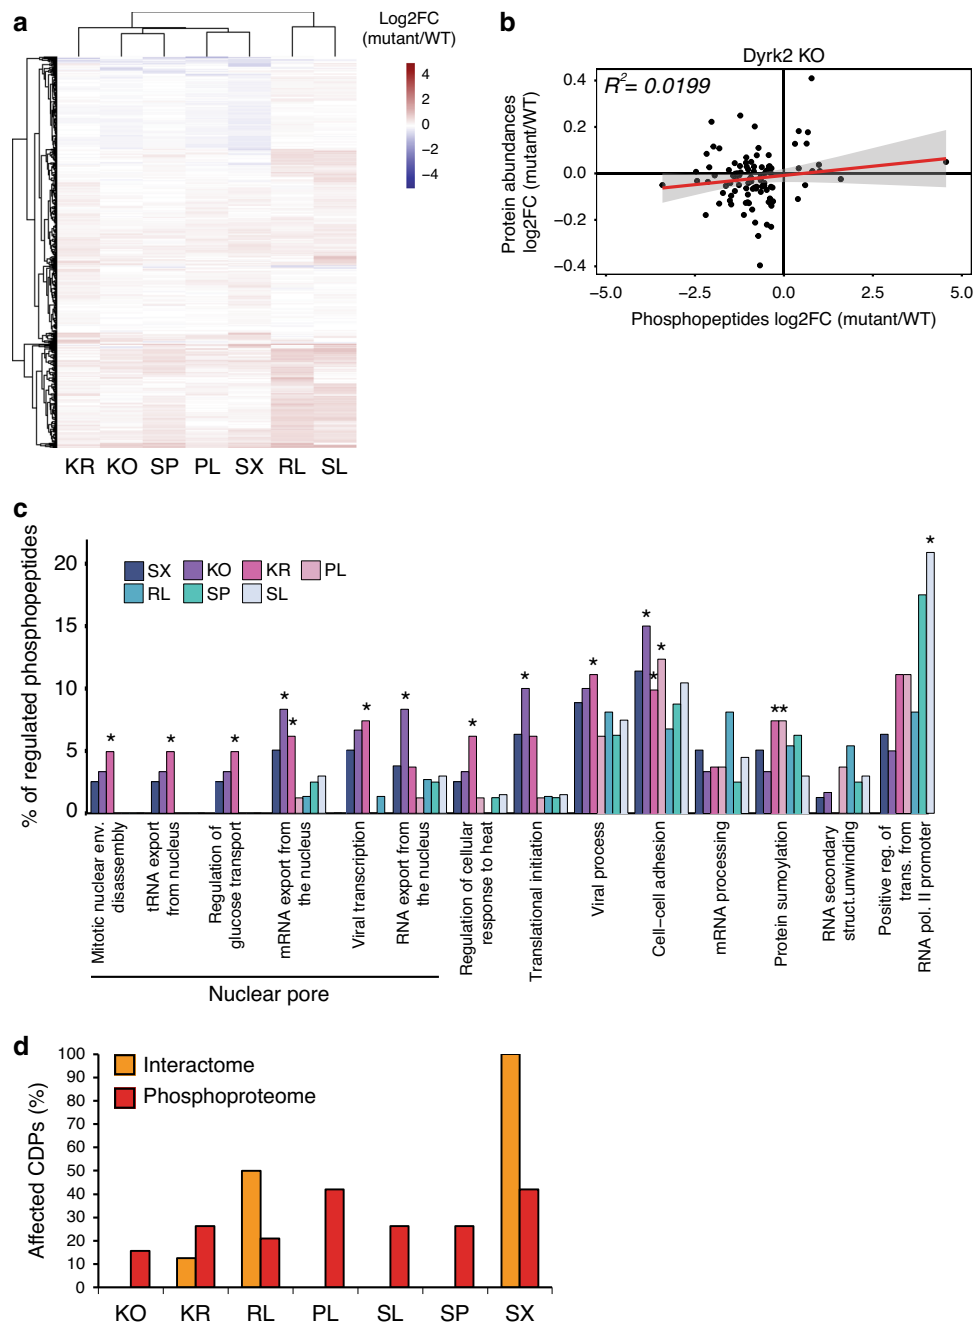 a
Log2FC
(mutant/WT)
4
2
0
−2
−4
KR KO SP PL SX RL SL
b
Dyrk2 KO
R2= 0.0199
Protein abundances
log2FC (mutant/WT)
0.4
0.2
0.0
−0.2
−0.4
−5.0 −2.5 0.0 2.5 5.0
Phosphopeptides log2FC (mutant/WT)
c
% of regulated phosphopeptides
20
15
10
5
0
SX KO KR PL
RL SP SL
* * * * * * * * * * * * * * * *
Mitotic nuclear env.
disassembly
tRNA export
from nucleus
Regulation of
glucose transport
mRNA export from
the nucleus
Viral transcription
RNA export from
the nucleus
Regulation of cellular
response to heat
Translational initiation
Viral process
Cell−cell adhesion
mRNA processing
Protein sumoylation
RNA secondary
struct.unwinding
Positive reg. of
trans. from
RNA pol. II promoter
Nuclear pore
d
Affected CDPs (%)
100
90
80
70
60
50
40
30
20
10
0
Interactome
Phosphoproteome
KO KR RL PL SL SP SX